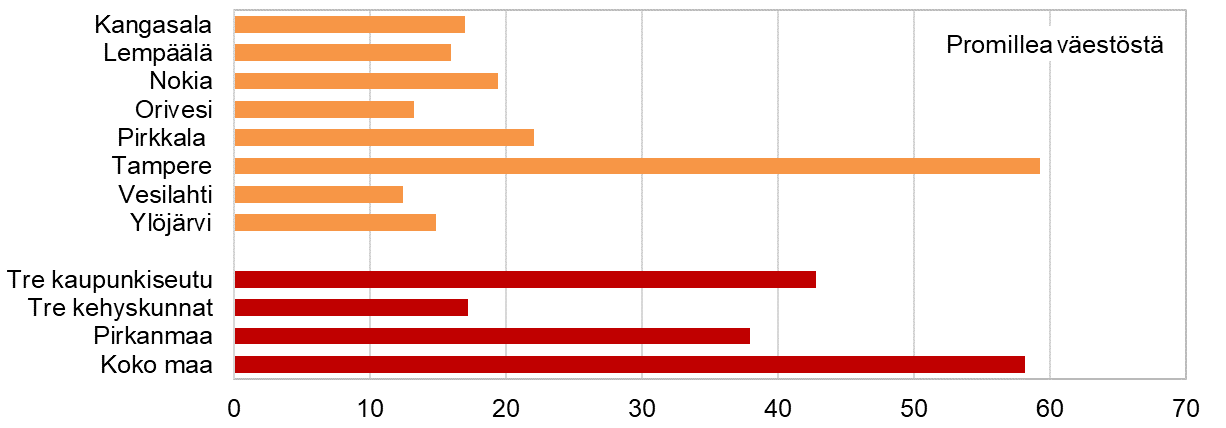 Kangasala
Lempäälä
Nokia
Orivesi
Pirkkala
Tampere
Vesilahti
Ylöjärvi
Tre kaupunkiseutu
Tre kehyskunnat
Pirkanmaa
Koko maa
Promillea väestöstä
0 10 20 30 40 50 60 70